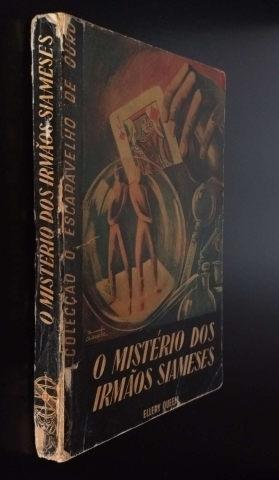 O MISTÉRIO DOS IRMÃOS SIAMESES
COLECÇÃO O ESCARAVELHO DE OURO
O MISTÉRIO DOS
IRMÃOS SIAMESES
ELLERY QUEEN